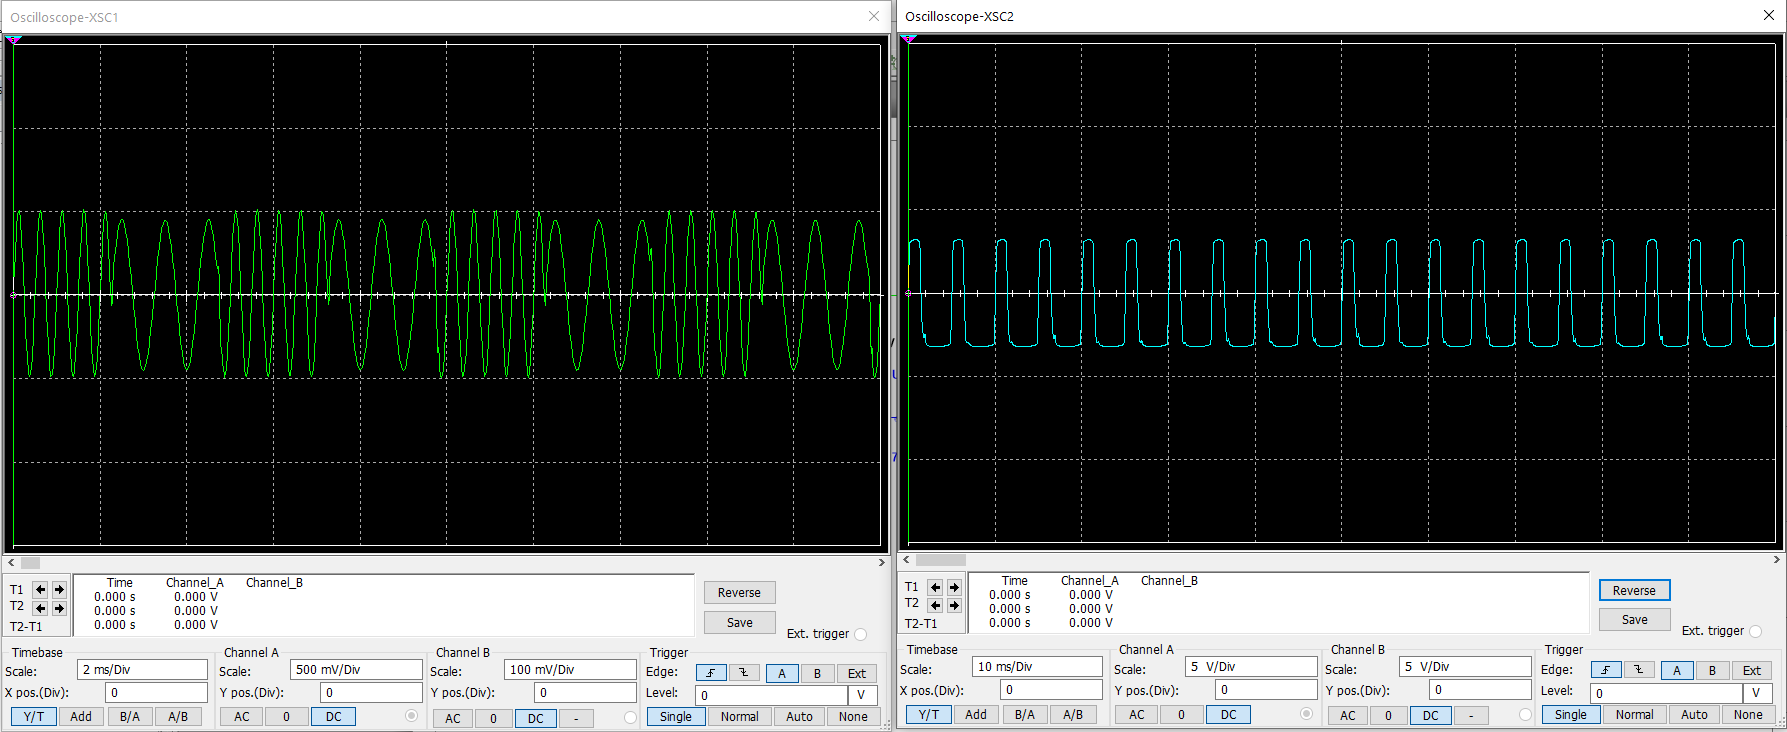 Oscilloscope-XSC1
T1
T2
T2-T1
Time Channel_A Channel_B
0.000 s 0.000 V
0.000 s 0.000 V
0.000 s 0.000 V
Reverse
Save
Ext. trigger
Timebase
Scale: 2 ms/Div
X pos.(Div): 0
Y/T Add B/A A/B
Channel A
Scale: 500 mV/Div
Y pos.(Div): 0
AC 0 DC
Channel B
Scale: 100 mV/Div
Y pos.(Div): 0
AC 0 DC -
Trigger
Edge: A B Ext
Level: 0 V
Single Normal Auto None
Oscilloscope-XSC2
T1
T2
T2-T1
Time Channel_A Channel_B
0.000 s 0.000 V
0.000 s 0.000 V
0.000 s 0.000 V
Reverse
Save
Ext. trigger
Timebase
Scale: 10 ms/Div
X pos.(Div): 0
Y/T Add B/A A/B
Channel A
Scale: 5 V/Div
Y pos.(Div): 0
AC 0 DC
Channel B
Scale: 5 V/Div
Y pos.(Div): 0
AC 0 DC -
Trigger
Edge: A B Ext
Level: 0 V
Single Normal Auto None